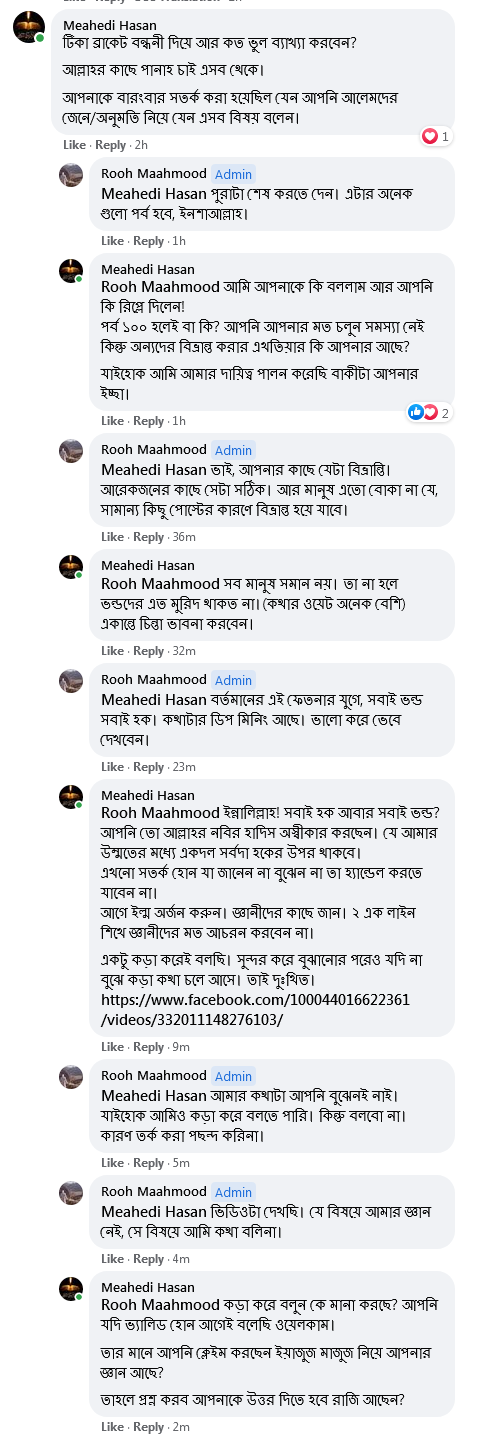 Meahedi Hasan
টিকা ব্রাকেট বন্ধনী দিয়ে আর কত ভুল ব্যাখ্যা করবেন?
আল্লাহর কাছে পানাহ চাই এসব থেকে।
আপনাকে বারংবার সতর্ক করা হয়েছিল যেন আপনি আলেমদের
জেনে/অনুমতি নিয়ে যেন এসব বিষয় বলেন।
1
Like · Reply · 2h
Rooh Maahmood Admin
Meahedi Hasan পুরাটা শেষ করতে দেন। এটার অনেক
গুলো পর্ব হবে, ইনশাআল্লাহ।
Like · Reply · 1h
Meahedi Hasan
Rooh Maahmood আমি আপনাকে কি বললাম আর আপনি
কি রিপ্লে দিলেন!
পর্ব ১০০ হলেই বা কি? আপনি আপনার মত চলুন সমস্যা নেই
কিন্তু অন্যদের বিভ্রান্ত করার এখতিয়ার কি আপনার আছে?
যাইহোক আমি আমার দায়িত্ব পালন করেছি বাকীটা আপনার
ইচ্ছা।
2
Like · Reply · 1h
Rooh Maahmood Admin
Meahedi Hasan ভাই, আপনার কাছে যেটা বিভ্রান্তি।
আরেকজনের কাছে সেটা সঠিক। আর মানুষ এতো বোকা না যে,
সামান্য কিছু পোস্টের কারণে বিভ্রান্ত হয়ে যাবে।
Like · Reply · 36m
Meahedi Hasan
Rooh Maahmood সব মানুষ সমান নয়। তা না হলে
ভন্ডদের এত মুরিদ থাকত না। (কথার ওয়েট অনেক বেশি)
একান্তে চিন্তা ভাবনা করবেন।
Like · Reply · 32m
Rooh Maahmood Admin
Meahedi Hasan বর্তমানের এই ফেতনার যুগে, সবাই ভন্ড
সবাই হক। কথাটার ডিপ মিনিং আছে। ভালো করে ভেবে
দেখবেন।
Like · Reply · 23m
Meahedi Hasan
Rooh Maahmood ইন্নালিল্লাহ! সবাই হক আবার সবাই ভন্ড?
আপনি তো আল্লাহর নবির হাদিস অস্বীকার করছেন। যে আমার
উম্মতের মধ্যে একদল সর্বদা হকের উপর থাকবে।
এখনো সতর্ক হোন যা জানেন না বুঝেন না তা হ্যান্ডেল করতে
যাবেন না।
আগে ইল্ম অর্জন করুন। জ্ঞানীদের কাছে জান। ২ এক লাইন
শিখে জ্ঞানীদের মত আচরন করবেন না।
একটু কড়া করেই বলছি। সুন্দর করে বুঝানোর পরেও যদি না
বুঝে কড়া কথা চলে আসে। তাই দুঃখিত।
https://www.facebook.com/100044016622361
/videos/332011148276103/
Like · Reply · 9m
Rooh Maahmood Admin
Meahedi Hasan আমার কথাটা আপনি বুঝেনই নাই।
যাইহোক আমিও কড়া করে বলতে পারি। কিন্তু বলবো না।
কারণ তর্ক করা পছন্দ করিনা।
Like · Reply · 5m
Rooh Maahmood Admin
Meahedi Hasan ভিডিওটা দেখছি। যে বিষয়ে আমার জ্ঞান
নেই, সে বিষয়ে আমি কথা বলিনা।
Like · Reply · 4m
Meahedi Hasan
Rooh Maahmood কড়া করে বলুন কে মানা করছে? আপনি
যদি ভ্যালিড হোন আগেই বলেছি ওয়েলকাম।
তার মানে আপনি ক্লেইম করছেন ইয়াজুজ মাজুজ নিয়ে আপনার
জ্ঞান আছে?
তাহলে প্রশ্ন করব আপনাকে উত্তর দিতে হবে রাজি আছেন?
Like · Reply · 2m